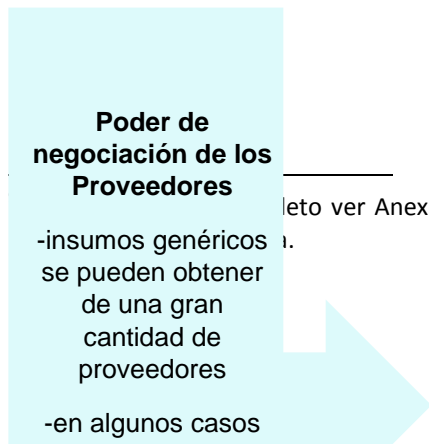 Poder de
negociación de los
Proveedores
leto ver Anex
-insumos genéricos
se pueden obtener
de una gran
cantidad de
proveedores
-en algunos casos